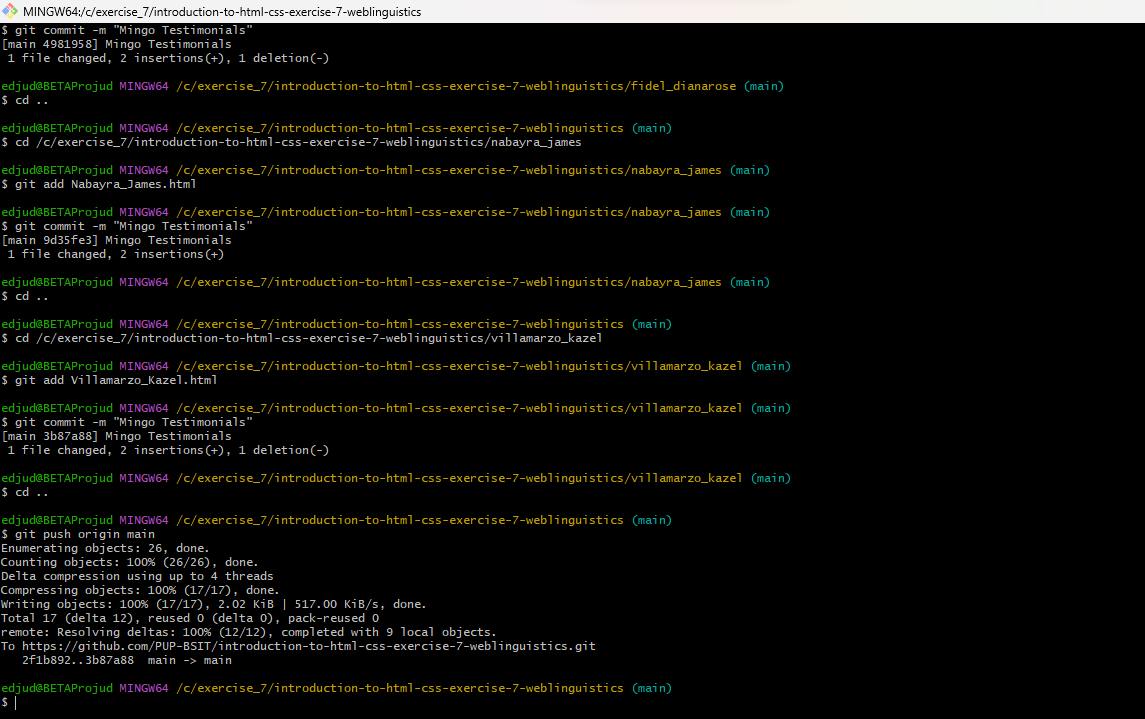 MINGW64:/c/exercise_7/introduction-to-html-css-exercise-7-weblinguistics
$ git commit -m "Mingo Testimonials"
[main 4981958] Mingo Testimonials
 1 file changed, 2 insertions(+), 1 deletion(-)
edjud@BETAProjud MINGW64 /c/exercise_7/introduction-to-html-css-exercise-7-weblinguistics/fidel_dianarose (main)
$ cd ..
edjud@BETAProjud MINGW64 /c/exercise_7/introduction-to-html-css-exercise-7-weblinguistics (main)
$ cd /c/exercise_7/introduction-to-html-css-exercise-7-weblinguistics/nabayra_james
edjud@BETAProjud MINGW64 /c/exercise_7/introduction-to-html-css-exercise-7-weblinguistics/nabayra_james (main)
$ git add Nabayra_James.html
edjud@BETAProjud MINGW64 /c/exercise_7/introduction-to-html-css-exercise-7-weblinguistics/nabayra_james (main)
$ git commit -m "Mingo Testimonials"
[main 9d35fe3] Mingo Testimonials
 1 file changed, 2 insertions(+)
edjud@BETAProjud MINGW64 /c/exercise_7/introduction-to-html-css-exercise-7-weblinguistics/nabayra_james (main)
$ cd ..
edjud@BETAProjud MINGW64 /c/exercise_7/introduction-to-html-css-exercise-7-weblinguistics (main)
$ cd /c/exercise_7/introduction-to-html-css-exercise-7-weblinguistics/villamarzo_kazel
edjud@BETAProjud MINGW64 /c/exercise_7/introduction-to-html-css-exercise-7-weblinguistics/villamarzo_kazel (main)
$ git add Villamarzo_Kazel.html
edjud@BETAProjud MINGW64 /c/exercise_7/introduction-to-html-css-exercise-7-weblinguistics/villamarzo_kazel (main)
$ git commit -m "Mingo Testimonials"
[main 3b87a88] Mingo Testimonials
 1 file changed, 2 insertions(+), 1 deletion(-)
edjud@BETAProjud MINGW64 /c/exercise_7/introduction-to-html-css-exercise-7-weblinguistics/villamarzo_kazel (main)
$ cd ..
edjud@BETAProjud MINGW64 /c/exercise_7/introduction-to-html-css-exercise-7-weblinguistics (main)
$ git push origin main
Enumerating objects: 26, done.
Counting objects: 100% (26/26), done.
Delta compression using up to 4 threads
Compressing objects: 100% (17/17), done.
Writing objects: 100% (17/17), 2.02 KiB | 517.00 KiB/s, done.
Total 17 (delta 12), reused 0 (delta 0), pack-reused 0
remote: Resolving deltas: 100% (12/12), completed with 9 local objects.
To https://github.com/PUP-BSIT/introduction-to-html-css-exercise-7-weblinguistics.git
   2f1b892..3b87a88  main -> main
edjud@BETAProjud MINGW64 /c/exercise_7/introduction-to-html-css-exercise-7-weblinguistics (main)
$